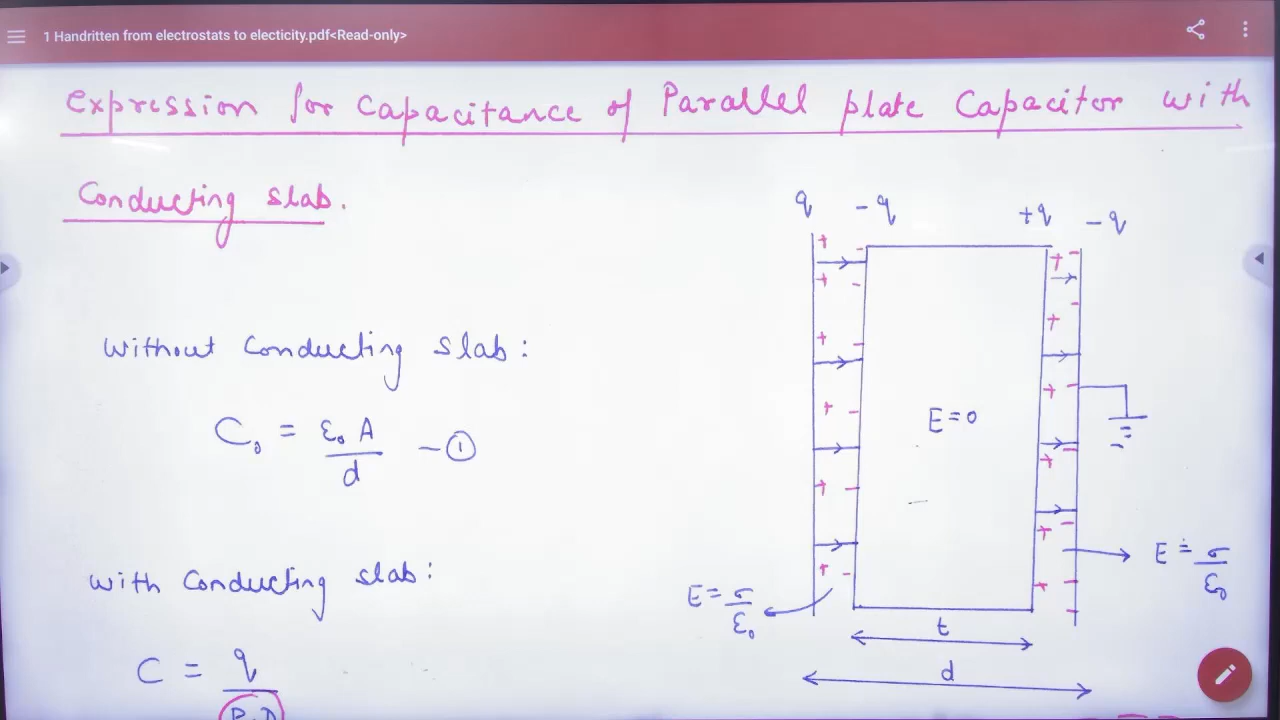 1 Handritten from electrostats to electicity.pdf<Read-only>
Expression for Capacitance of Parallel plate Capacitor with
Conducting slab.
q -q +q -q
without Conducting slab:
C₀ = ε₀ A / d - ①
E=0
with Conducting slab:
E = σ / ε₀
E = σ / ε₀
t
d
C = q / P.D